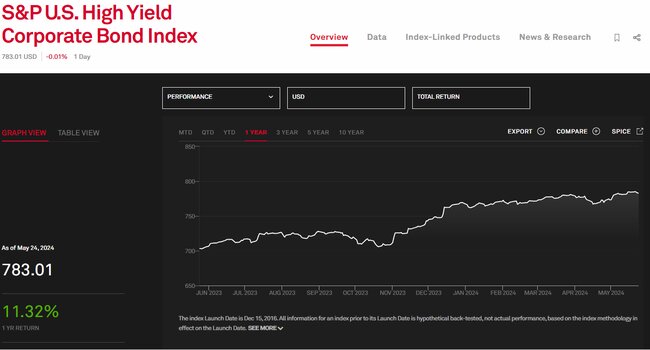 S&P U.S. High Yield
Corporate Bond Index
783.01 USD -0.01% 1 Day
Overview Data Index-Linked Products News & Research
PERFORMANCE USD TOTAL RETURN
GRAPH VIEW TABLE VIEW
MTD QTD YTD 1 YEAR 3 YEAR 5 YEAR 10 YEAR
EXPORT COMPARE SPICE
850
800
750
700
650
JUN 2023 JUL 2023 AUG 2023 SEP 2023 OCT 2023 NOV 2023 DEC 2023 JAN 2024 FEB 2024 MAR 2024 APR 2024 MAY 2024
As of May 24, 2024
783.01
11.32%
1 YR RETURN
The index Launch Date is Dec 15, 2016. All information for an index prior to its Launch Date is hypothetical back-tested, not actual performance, based on the index methodology in
effect on the Launch Date. SEE MORE